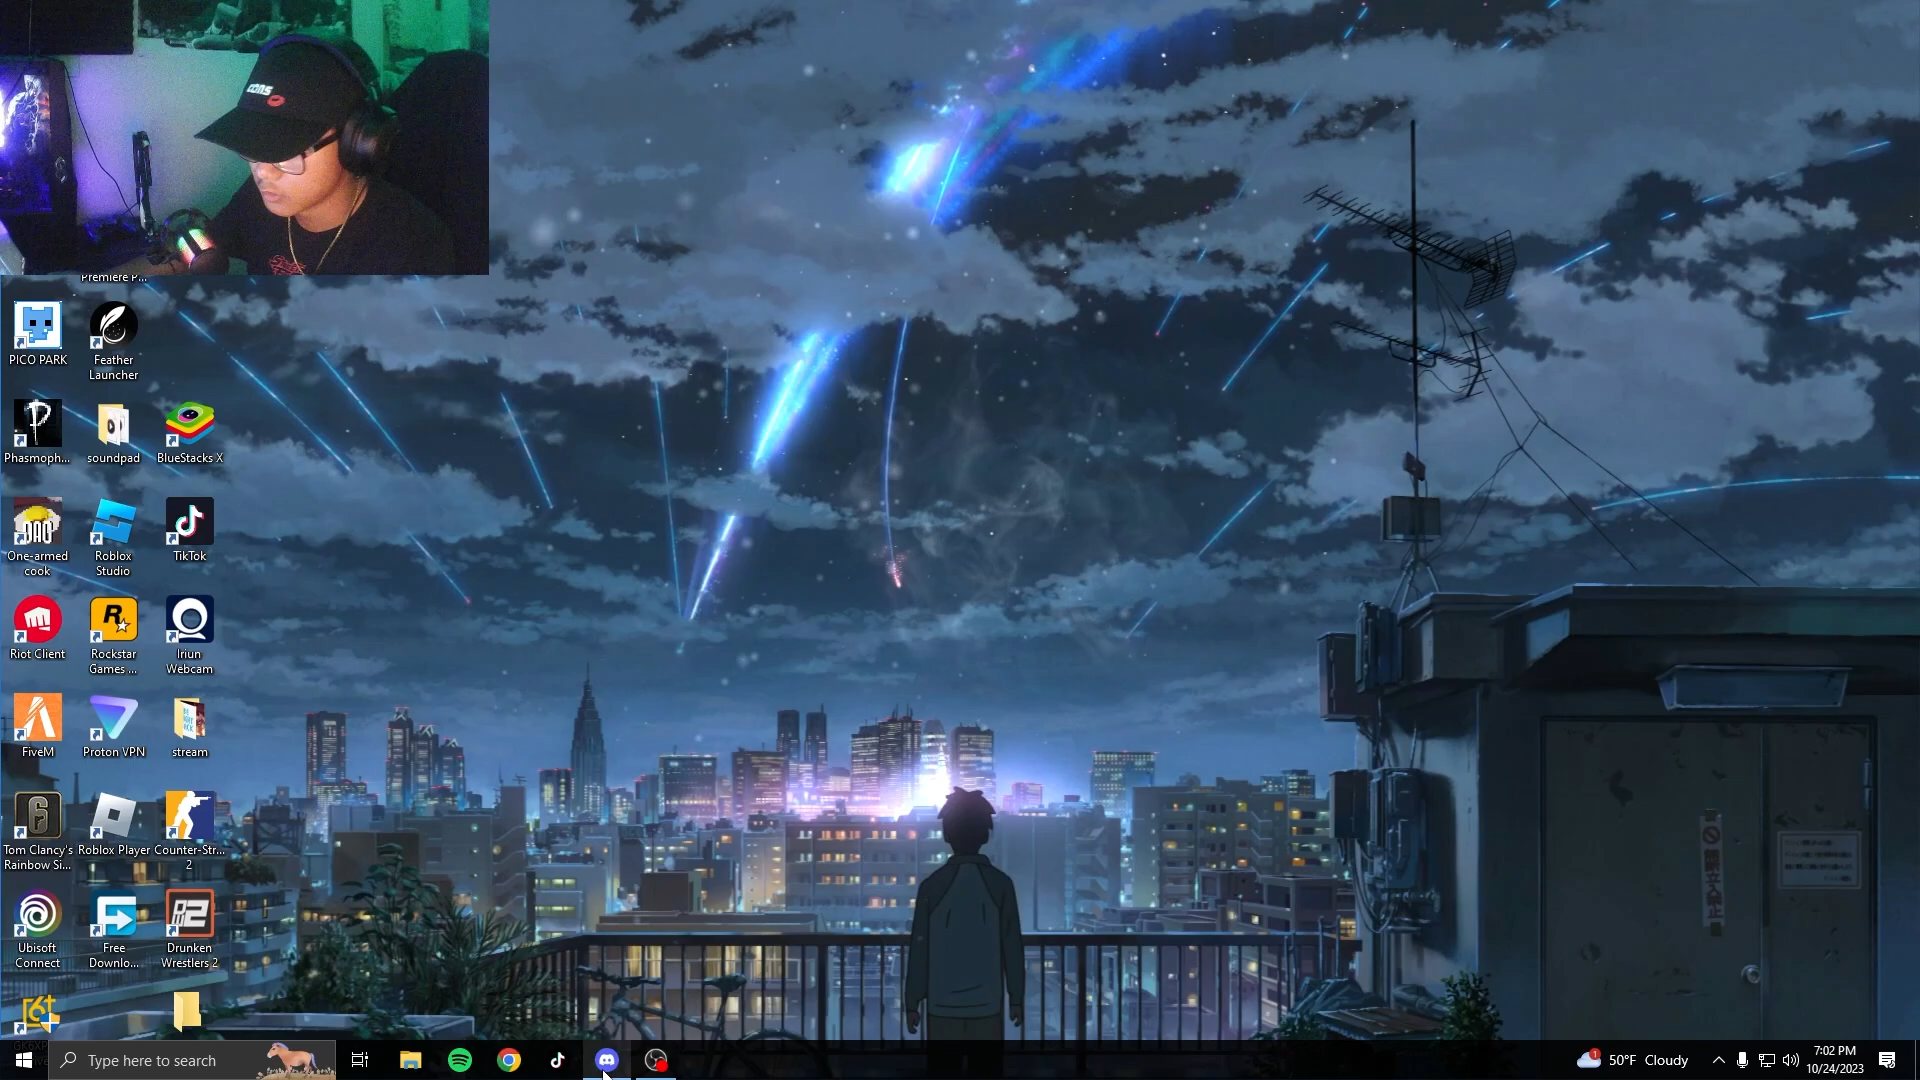 CONS
Premiere P...
PICO PARK
Feather
Launcher
Phasmoph...
soundpad
BlueStacks X
One-armed
cook
Roblox
Studio
TikTok
Riot Client
Rockstar
Games ...
Iriun
Webcam
FiveM
Proton VPN
stream
Tom Clancy's
Rainbow Si...
Roblox Player
Counter-Str...
2
Ubisoft
Connect
Free
Downlo...
Drunken
Wrestlers 2
Type here to search
1
50°F Cloudy
7:02 PM
10/24/2023